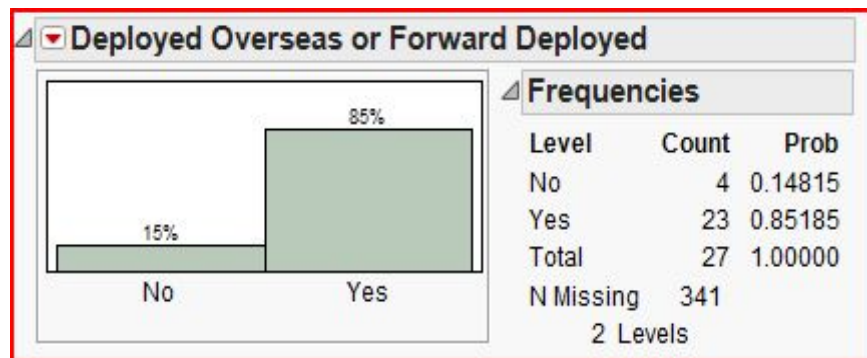 Deployed Overseas or Forward Deployed
85%
15%
No Yes
Frequencies
Level Count Prob
No 4 0.14815
Yes 23 0.85185
Total 27 1.00000
N Missing 341
2 Levels